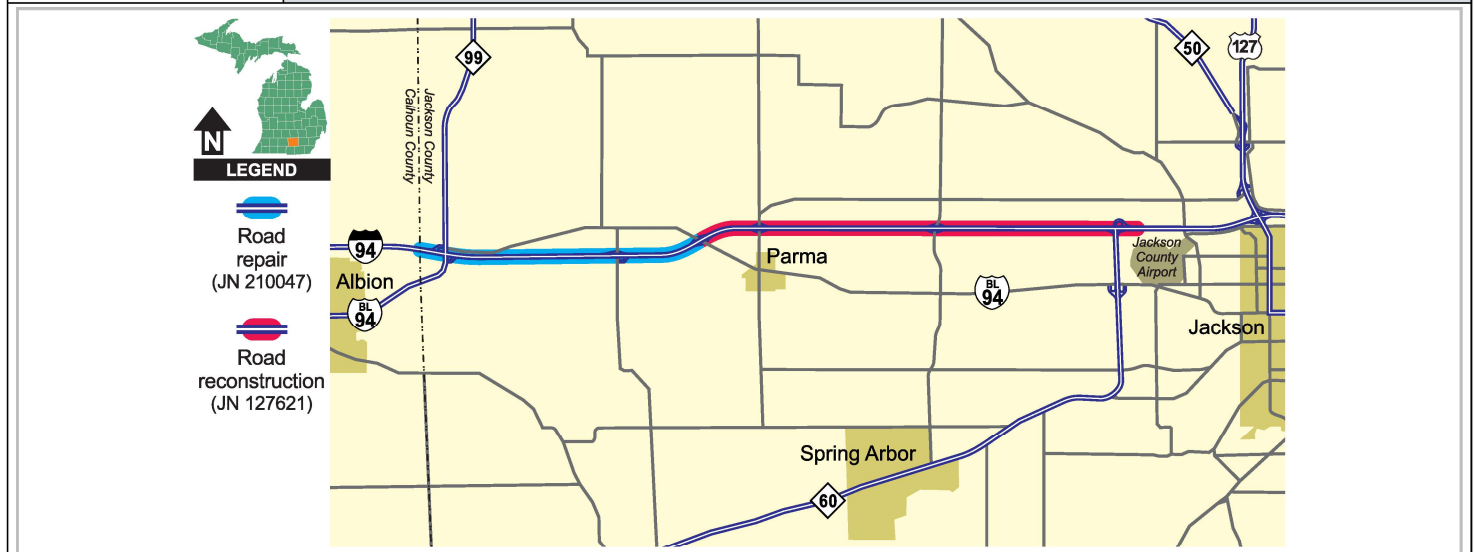 N
LEGEND
Road
repair
(JN 210047)
Road
reconstruction
(JN 127621)
99
50
127
Jackson County
Calhoun County
94
Albion
BL
94
Parma
BL
94
Jackson
County
Airport
Jackson
Spring Arbor
60